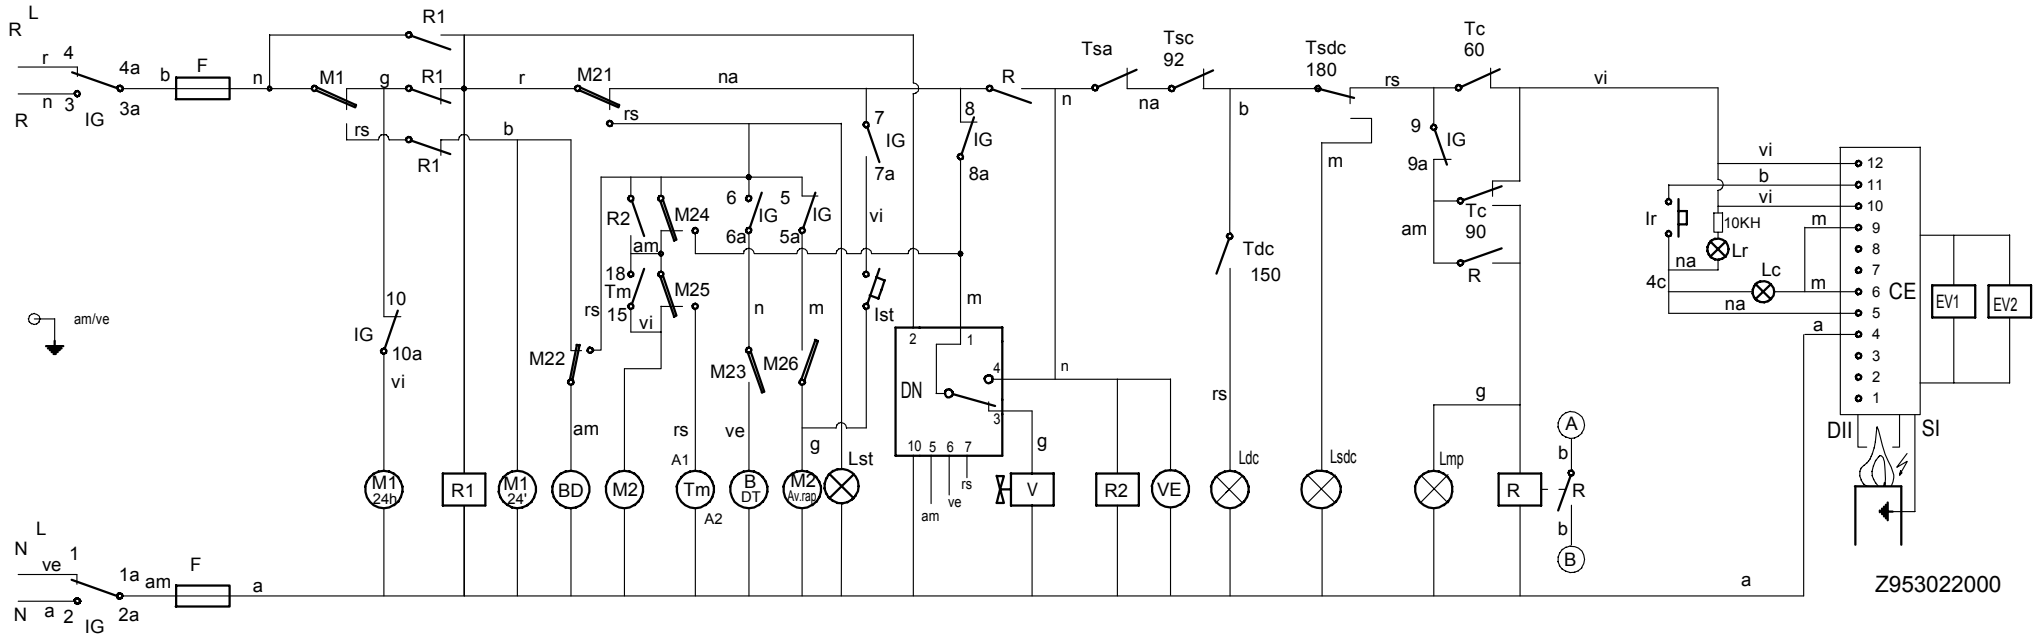 L
R
r 4
n 3
R
IG
4a
3a
b
F
n
M1
g
R1
R1
R1
rs
r
b
M21
rs
na
7
IG
7a
vi
8
IG
8a
R
n
Tsa
na
Tsc
92
b
Tsdc
180
m
rs
Tc
60
vi
9
IG
9a
am
Tc
90
R
R2
M24
am
6
IG
6a
5
IG
5a
18
Tm
15
M25
vi
rs
n
m
Ist
m
Tdc
150
vi
b
vi
m
m
na
na
a
Ir
10KH
Lr
Lc
4c
12
11
10
9
8
7
6
5
4
3
2
1
CE
EV1
EV2
DII
SI
am/ve
10
IG
10a
vi
M22
am
M23
M26
ve
g
rs
DN
2
1
4
3
10
5
6
7
am
ve
rs
n
g
rs
g
M1
24h
R1
M1
24'
BD
M2
A1
Tm
A2
B
DT
M2
Av.rap
Lst
V
R2
VE
Ldc
Lsdc
Lmp
R
R
A
b
b
B
L
N
ve 1
a 2
N
IG
1a
2a
am
F
a
a
Z953022000